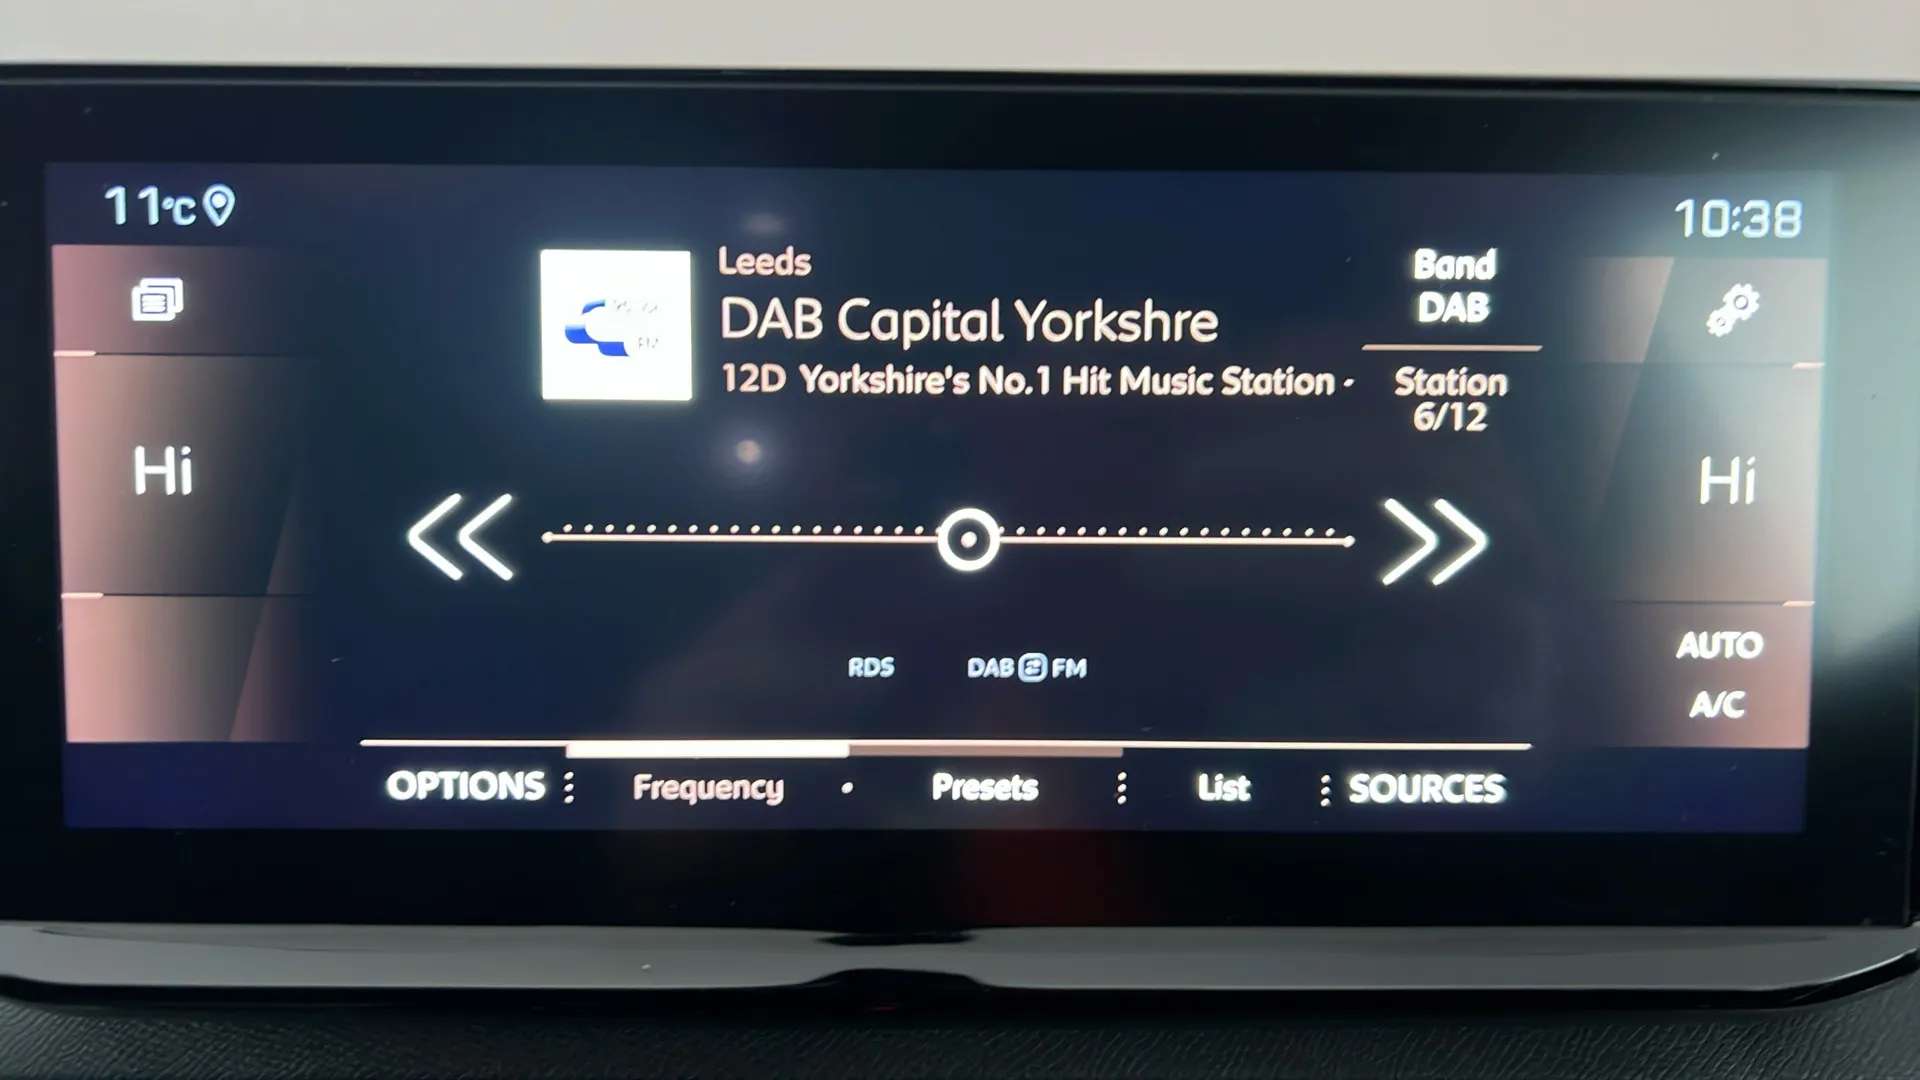 11°C
10:38
Leeds
DAB Capital Yorkshre
12D Yorkshire's No.1 Hit Music Station -
Band
DAB
Station
6/12
Hi
Hi
RDS
DAB FM
AUTO
A/C
OPTIONS
Frequency
Presets
List
SOURCES